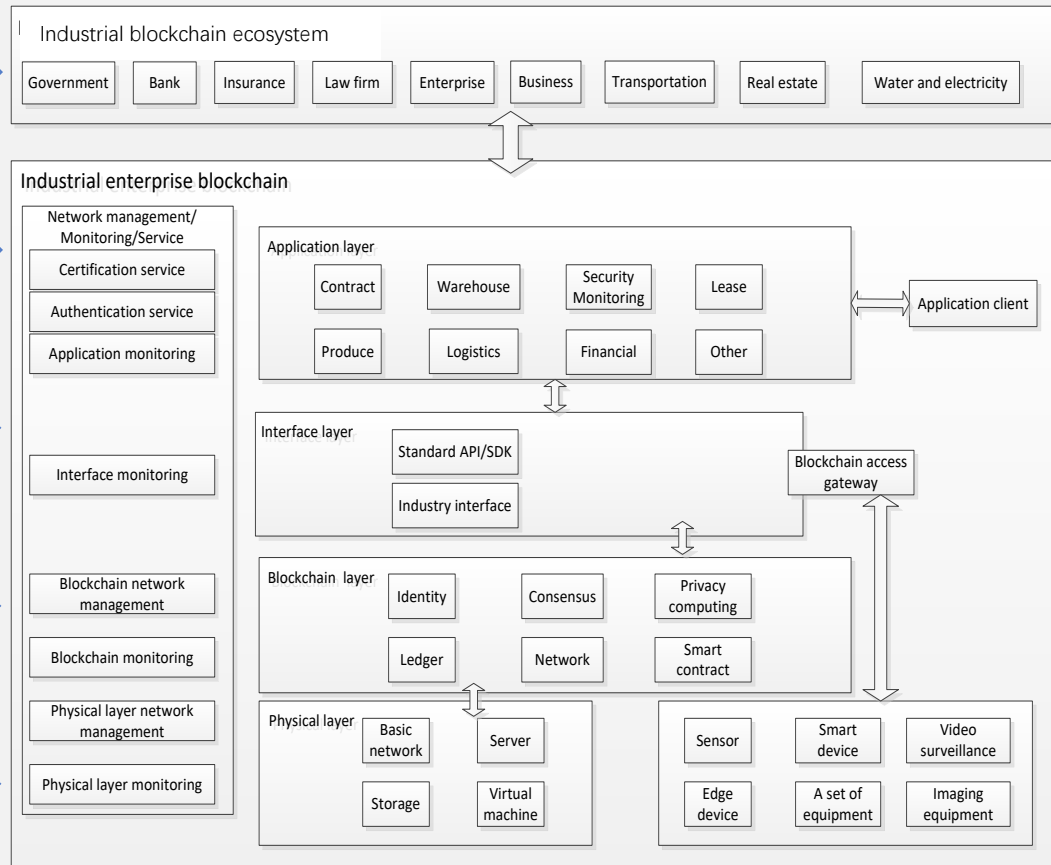 Industrial blockchain ecosystem
Government
Bank
Insurance
Law firm
Enterprise
Business
Transportation
Real estate
Water and electricity
Industrial enterprise blockchain
Network management/
Monitoring/Service
Certification service
Authentication service
Application monitoring
Interface monitoring
Blockchain network
management
Blockchain monitoring
Physical layer network
management
Physical layer monitoring
Application layer
Contract
Warehouse
Security
Monitoring
Lease
Produce
Logistics
Financial
Other
Application client
Interface layer
Standard API/SDK
Industry interface
Blockchain access
gateway
Blockchain layer
Identity
Consensus
Privacy
computing
Ledger
Network
Smart
contract
Physical layer
Basic
network
Server
Storage
Virtual
machine
Sensor
Smart
device
Video
surveillance
Edge
device
A set of
equipment
Imaging
equipment